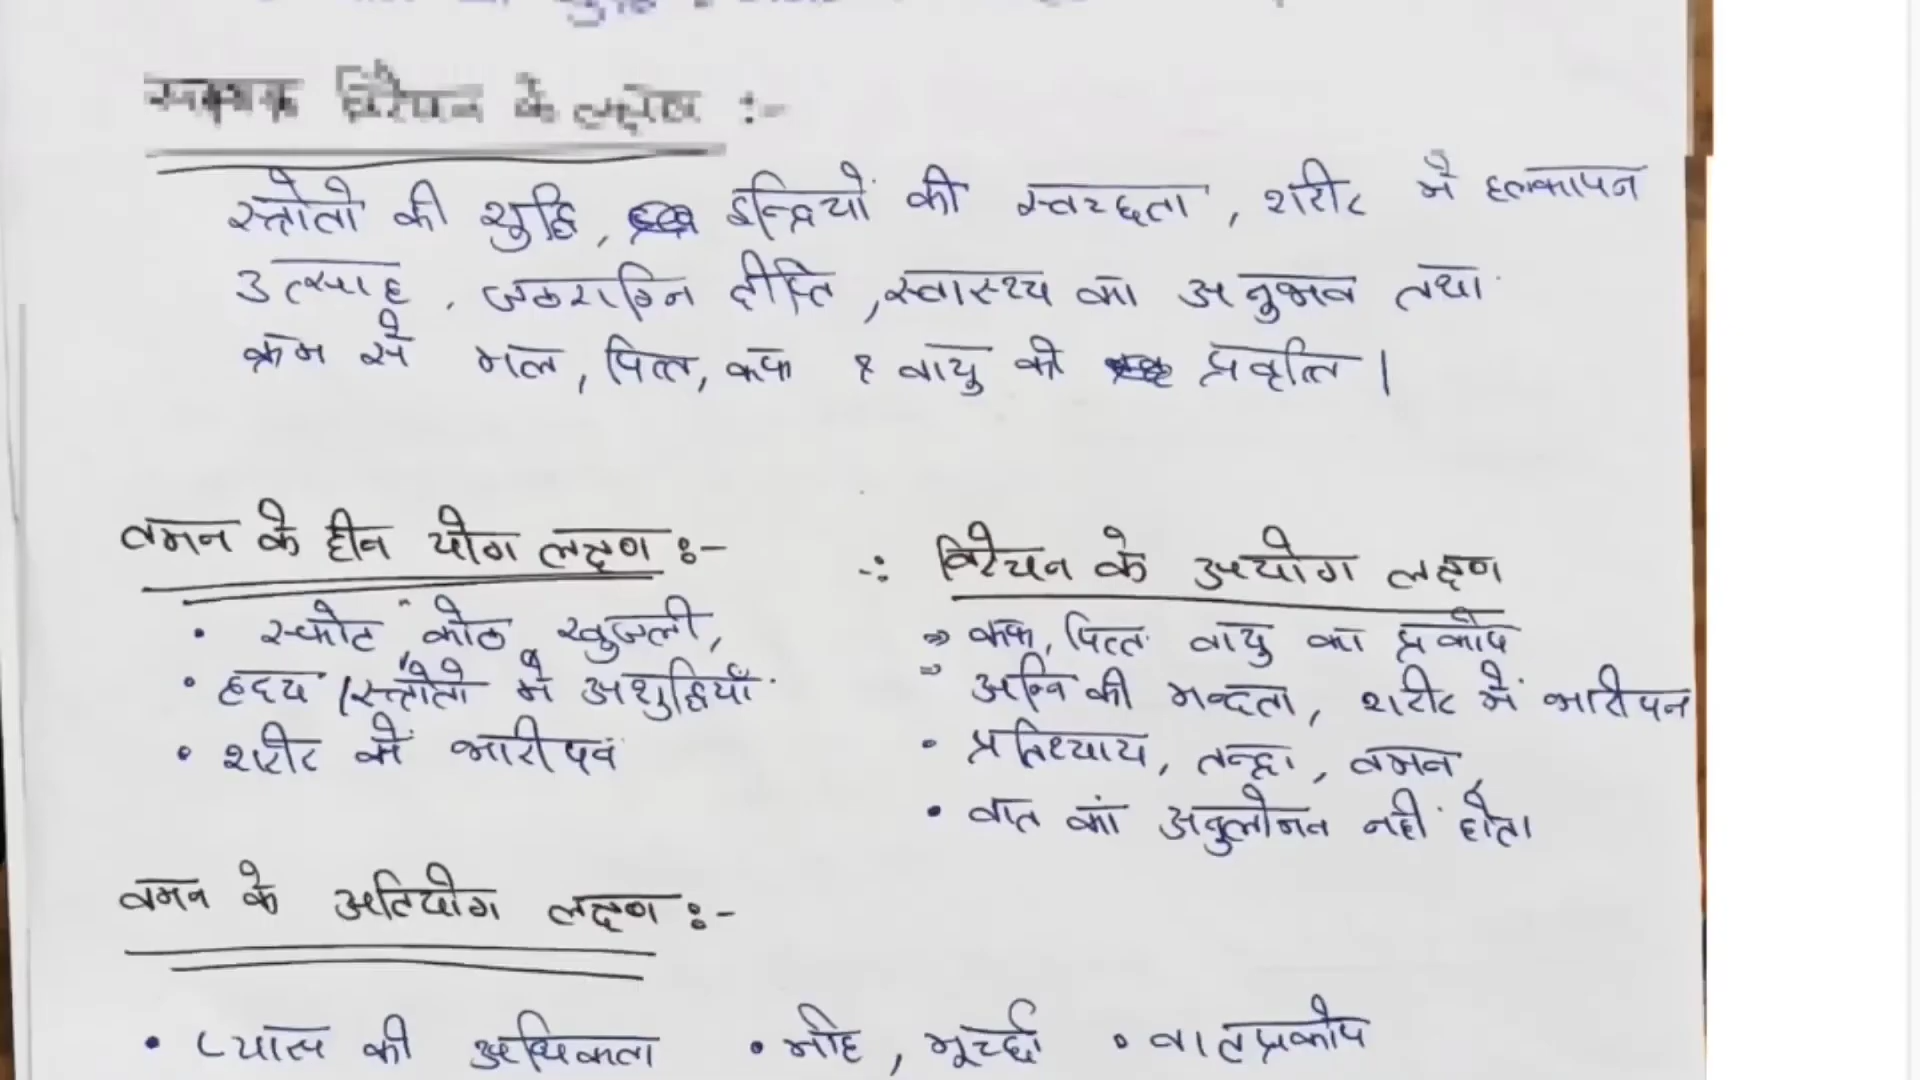 सम्यक विरेचन के लक्षण :-
स्त्रोतो की शुद्धि, इन्द्रियों की स्वच्छता, शरीर में हल्कापन
उत्साह, जठराग्नि दीप्ति, स्वास्थ्य का अनुभव तथा
क्रम से मल, पित्त, कफ & वायु की प्रवृत्ति।
वमन के हीन योग लक्षण :-
• स्फोट, कोठ, खुजली,
• हृदय / स्त्रोतो में अशुद्धियाँ
• शरीर में भारीपन
-: विरेचन के अयोग लक्षण
⇒ कफ, पित्त वायु का प्रकोप
= अग्नि की मन्दता, शरीर में भारीपन
• प्रतिश्याय, तन्द्रा, वमन,
• वात का अनुलोमन नहीं होता
वमन के अतियोग लक्षण :-
• प्यास की अधिकता • मोह, मूर्च्छा • वातप्रकोप